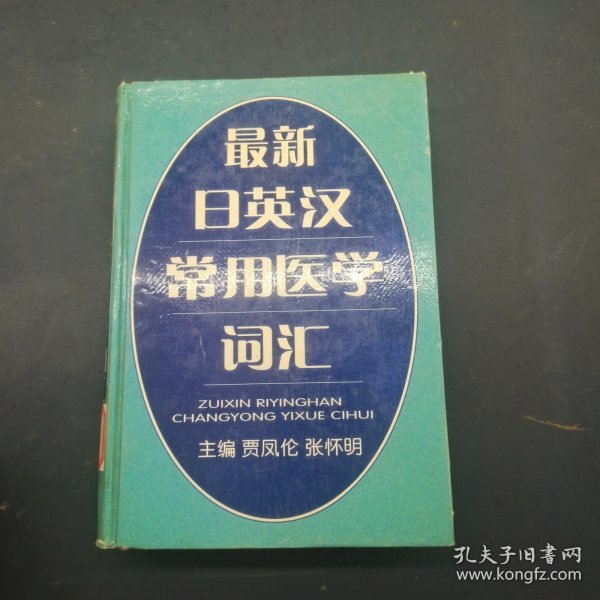 最新
日英汉
常用医学
词汇
ZUIXIN RIYINGHAN
CHANGYONG YIXUE CIHUI
主编 贾凤伦 张怀明
孔夫子旧书网
www.kongfz.com